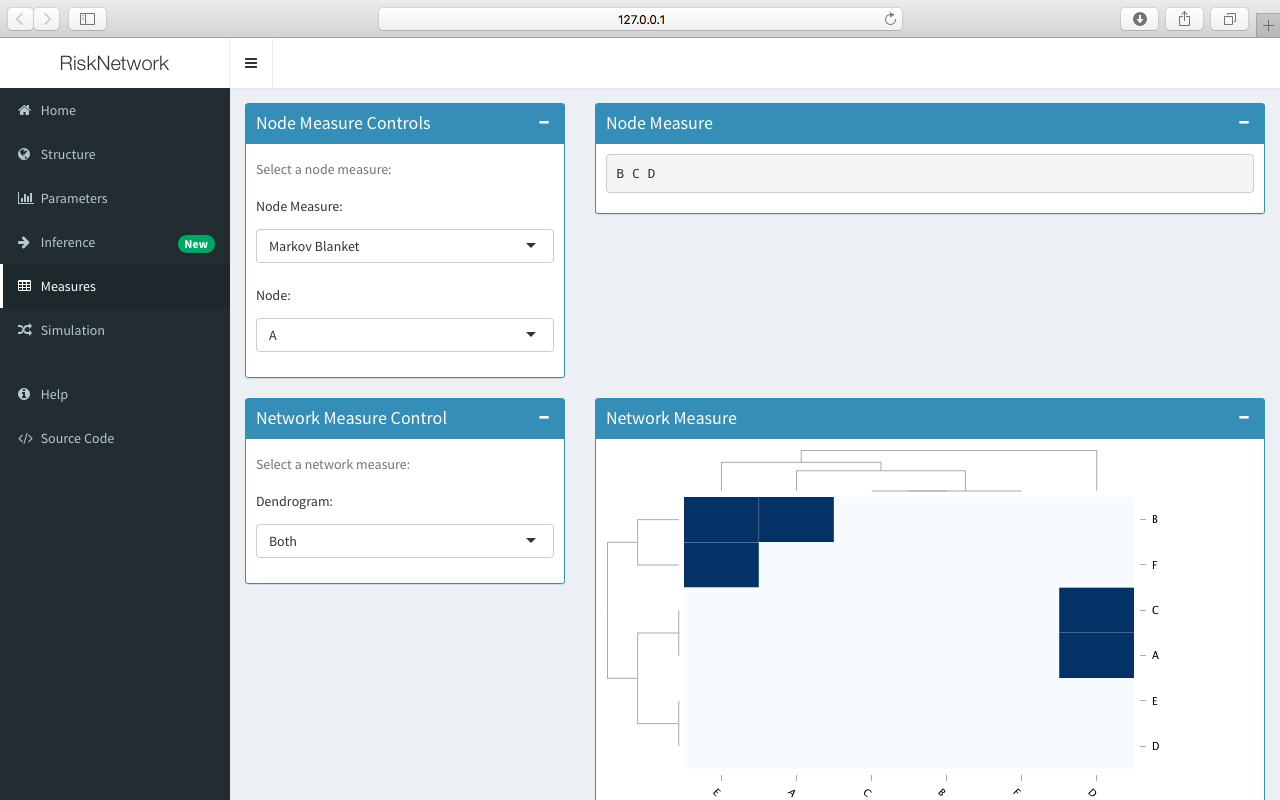 127.0.0.1
RiskNetwork
Home
Structure
Parameters
Inference New
Measures
Simulation
Help
Source Code
Node Measure Controls
Select a node measure:
Node Measure:
Markov Blanket
Node:
A
Node Measure
B C D
Network Measure Control
Select a network measure:
Dendrogram:
Both
Network Measure
B
F
C
A
E
D
E A C B F D